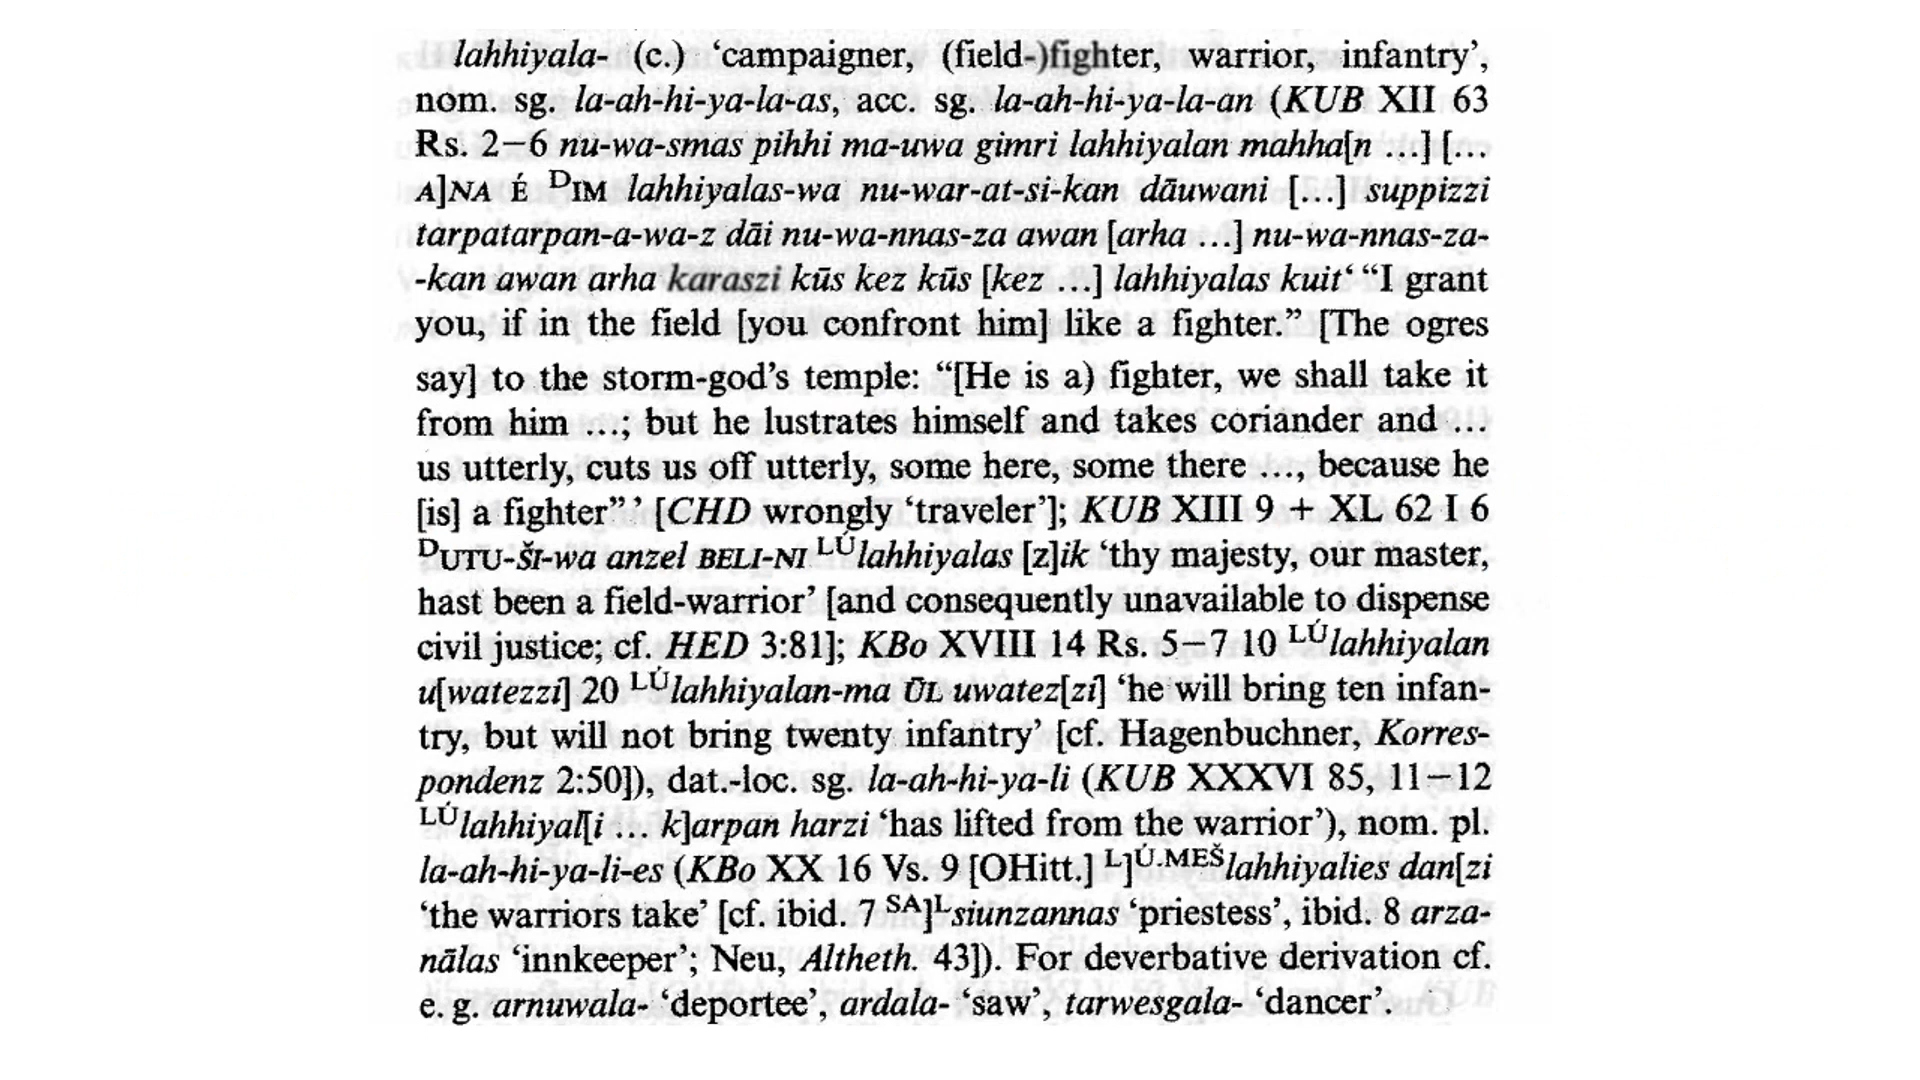 lahhiyala- (c.) ‘campaigner, (field-)fighter, warrior, infantry’,
nom. sg. la-ah-hi-ya-la-as, acc. sg. la-ah-hi-ya-la-an (KUB XII 63
Rs. 2–6 nu-wa-smas pihhi ma-uwa gimri lahhiyalan mahha[n ...] [...
A]NA É ᴰIM lahhiyalas-wa nu-war-at-si-kan dāuwani [...] suppizzi
tarpatarpan-a-wa-z dāi nu-wa-nnas-za awan [arha ...] nu-wa-nnas-za-
-kan awan arha karaszi kūs kez kūs [kez ...] lahhiyalas kuit‘ “I grant
you, if in the field [you confront him] like a fighter.” [The ogres
say] to the storm-god’s temple: “[He is a) fighter, we shall take it
from him ...; but he lustrates himself and takes coriander and ...
us utterly, cuts us off utterly, some here, some there ..., because he
[is] a fighter”’ [CHD wrongly ‘traveler’]; KUB XIII 9 + XL 62 I 6
ᴰUTU-ŠI-wa anzel BELI-NI LÚlahhiyalas [z]ik ‘thy majesty, our master,
hast been a field-warrior’ [and consequently unavailable to dispense
civil justice; cf. HED 3:81]; KBo XVIII 14 Rs. 5–7 10 LÚlahhiyalan
u[watezzi] 20 LÚlahhiyalan-ma ŪL uwatez[zi] ‘he will bring ten infan-
try, but will not bring twenty infantry’ [cf. Hagenbuchner, Korres-
pondenz 2:50]), dat.-loc. sg. la-ah-hi-ya-li (KUB XXXVI 85, 11–12
LÚlahhiyal[i ... k]arpan harzi ‘has lifted from the warrior’), nom. pl.
la-ah-hi-ya-li-es (KBo XX 16 Vs. 9 [OHitt.] L]Ú.MEŠlahhiyalies dan[zi
‘the warriors take’ [cf. ibid. 7 SA]Lsiunzannas ‘priestess’, ibid. 8 arza-
nālas ‘innkeeper’; Neu, Altheth. 43]). For deverbative derivation cf.
e. g. arnuwala- ‘deportee’, ardala- ‘saw’, tarwesgala- ‘dancer’.